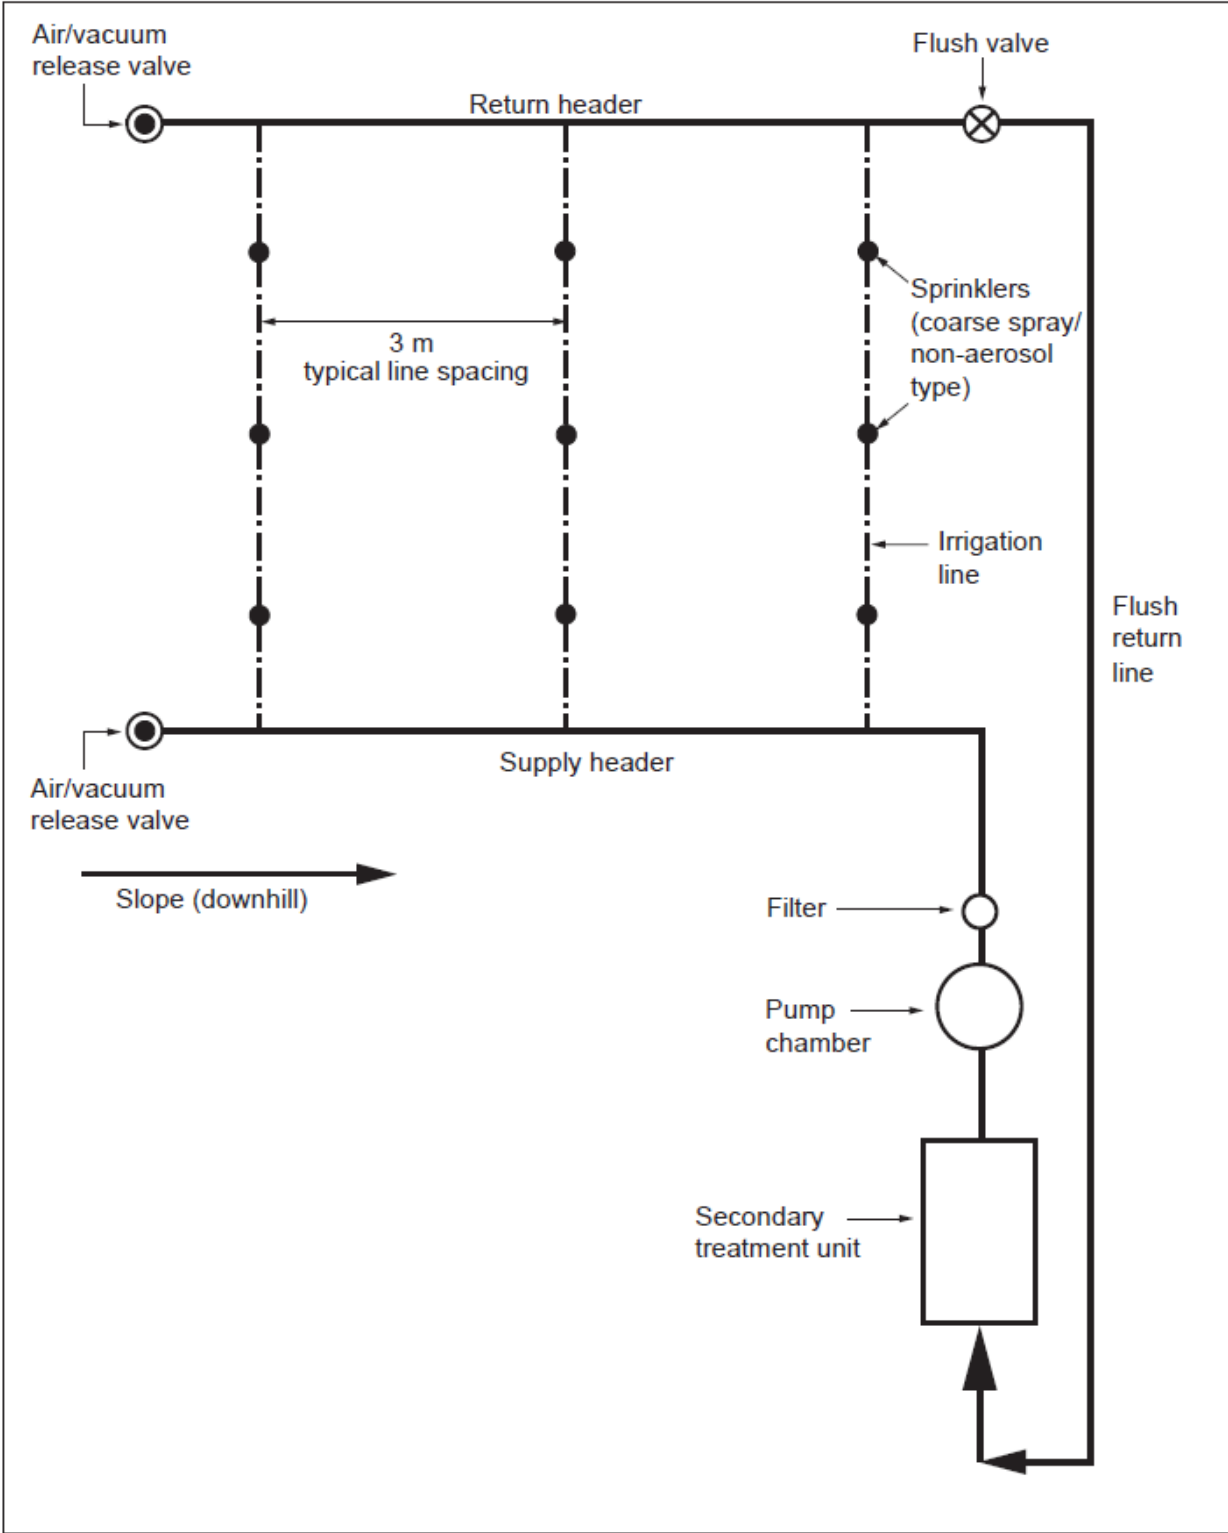 Air/vacuum
release valve
Flush valve
Return header
Sprinklers
(coarse spray/
non-aerosol
type)
3 m
typical line spacing
Irrigation
line
Flush
return
line
Supply header
Air/vacuum
release valve
Slope (downhill)
Filter
Pump
chamber
Secondary
treatment unit